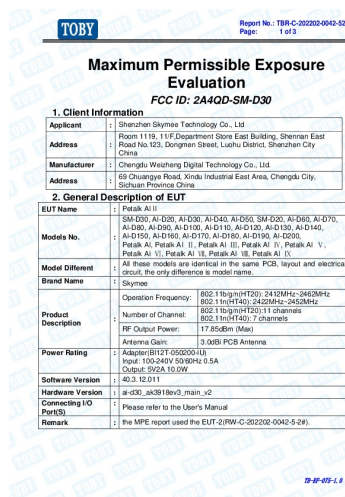 TOBY
Report No.: TBR-C-202202-0042-52
Page: 1 of 3
Maximum Permissible Exposure
Evaluation
FCC ID: 2A4QD-SM-D30
1. Client Information
Applicant : Shenzhen Skymee Technology Co., Ltd
Address : Room 1119, 11/F,Department Store East Building, Shennan East
Road No.123, Dongmen Street, Luohu District, Shenzhen City
China
Manufacturer : Chengdu Weizheng Digital Technology Co., Ltd.
Address : 69 Chuangye Road, Xindu Industrial East Area, Chengdu City,
Sichuan Province China
2. General Description of EUT
EUT Name : Petalk AI II
Models No. : SM-D30, AI-D20, AI-D30, AI-D40, AI-D50, SM-D20, AI-D60, AI-D70,
AI-D80, AI-D90, AI-D100, AI-D110, AI-D120, AI-D130, AI-D140,
AI-D150, AI-D160, AI-D170, AI-D180, AI-D190, AI-D200,
Petalk AI, Petalk AI Ⅱ, Petalk AI Ⅲ, Petalk AI Ⅳ, Petalk AI Ⅴ,
Petalk AI Ⅵ, Petalk AI Ⅶ, Petalk AI Ⅷ, Petalk AI Ⅸ
Model Different : All these models are identical in the same PCB, layout and electrica
circuit, the only difference is model name.
Brand Name : Skymee
Product Description :
Operation Frequency: 802.11b/g/n(HT20): 2412MHz~2462MHz
802.11n(HT40): 2422MHz~2452MHz
Number of Channel: 802.11b/g/n(HT20):11 channels
802.11n(HT40): 7 channels
RF Output Power: 17.85dBm (Max)
Antenna Gain: 3.0dBi PCB Antenna
Power Rating : Adapter(BI12T-050200-IU)
Input: 100-240V 50/60Hz 0.5A
Output: 5V2A 10.0W
Software Version : 40.3.12.011
Hardware Version : ai-d30_ak3918ev3_main_v2
Connecting I/O Port(S) : Please refer to the User's Manual
Remark : the MPE report used the EUT-2(RW-C-202202-0042-5-2#).
TB-RF-075-1.0